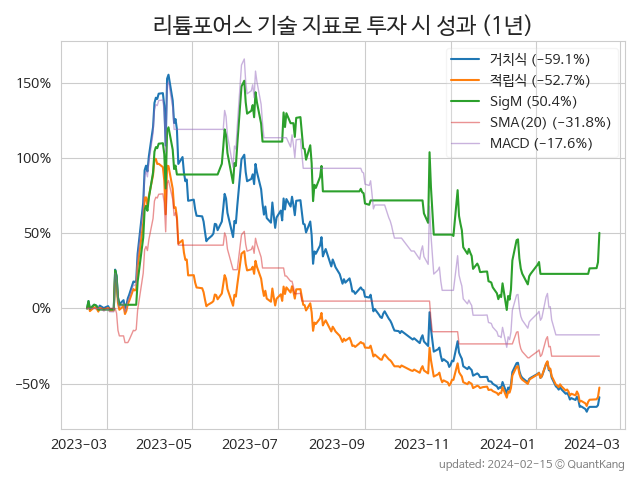 리튬포어스 기술 지표로 투자 시 성과 (1년)
거치식 (−59.1%)
적립식 (−52.7%)
SigM (50.4%)
SMA(20) (−31.8%)
MACD (−17.6%)
150%
100%
50%
0%
−50%
2023-03 2023-05 2023-07 2023-09 2023-11 2024-01 2024-03
updated: 2024-02-15 ⓒ QuantKang